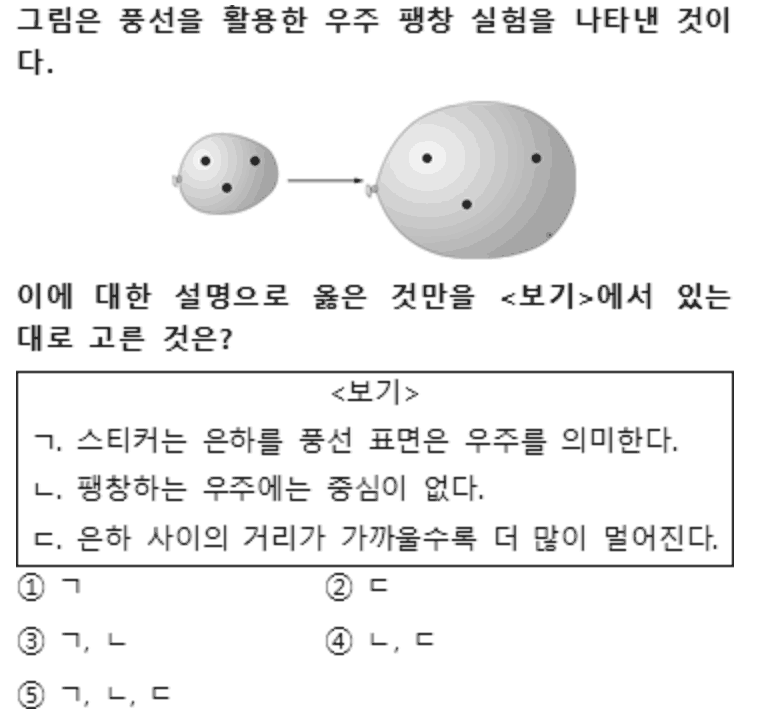 그림은 풍선을 활용한 우주 팽창 실험을 나타낸 것이
다.
이에 대한 설명으로 옳은 것만을 <보기>에서 있는
대로 고른 것은?
<보기>
ㄱ. 스티커는 은하를 풍선 표면은 우주를 의미한다.
ㄴ. 팽창하는 우주에는 중심이 없다.
ㄷ. 은하 사이의 거리가 가까울수록 더 많이 멀어진다.
① ㄱ ② ㄷ
③ ㄱ, ㄴ ④ ㄴ, ㄷ
⑤ ㄱ, ㄴ, ㄷ